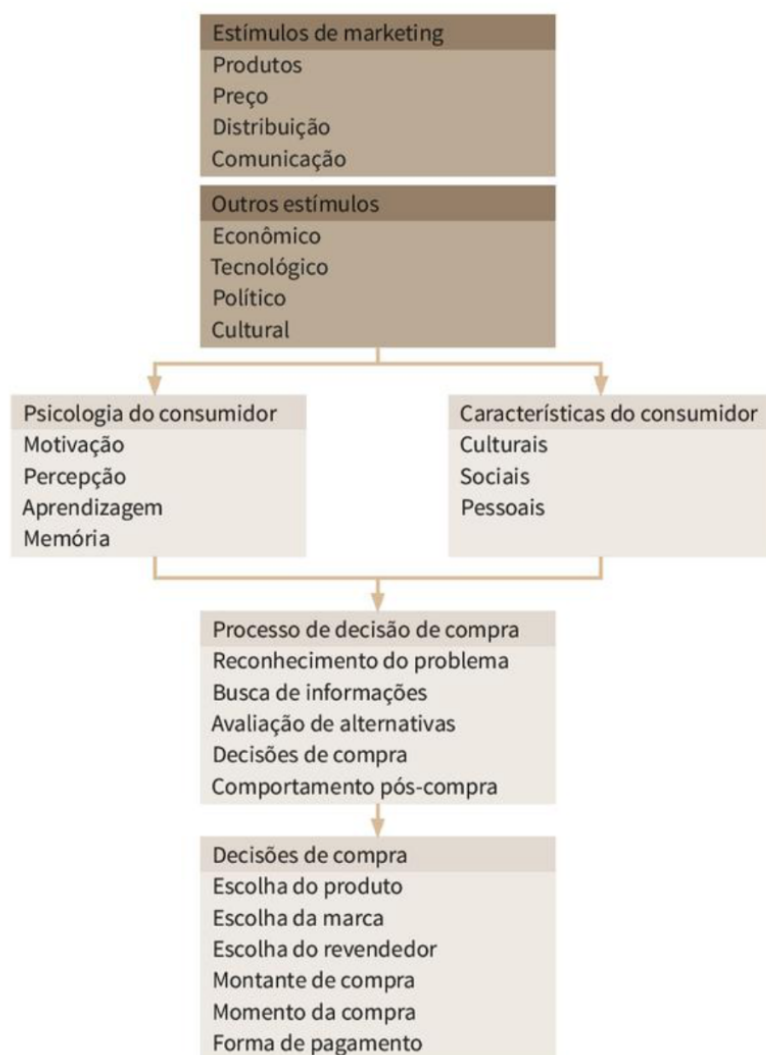 Estímulos de marketing
Produtos
Preço
Distribuição
Comunicação
Outros estímulos
Econômico
Tecnológico
Político
Cultural
Psicologia do consumidor
Motivação
Percepção
Aprendizagem
Memória
Características do consumidor
Culturais
Sociais
Pessoais
Processo de decisão de compra
Reconhecimento do problema
Busca de informações
Avaliação de alternativas
Decisões de compra
Comportamento pós-compra
Decisões de compra
Escolha do produto
Escolha da marca
Escolha do revendedor
Montante de compra
Momento da compra
Forma de pagamento